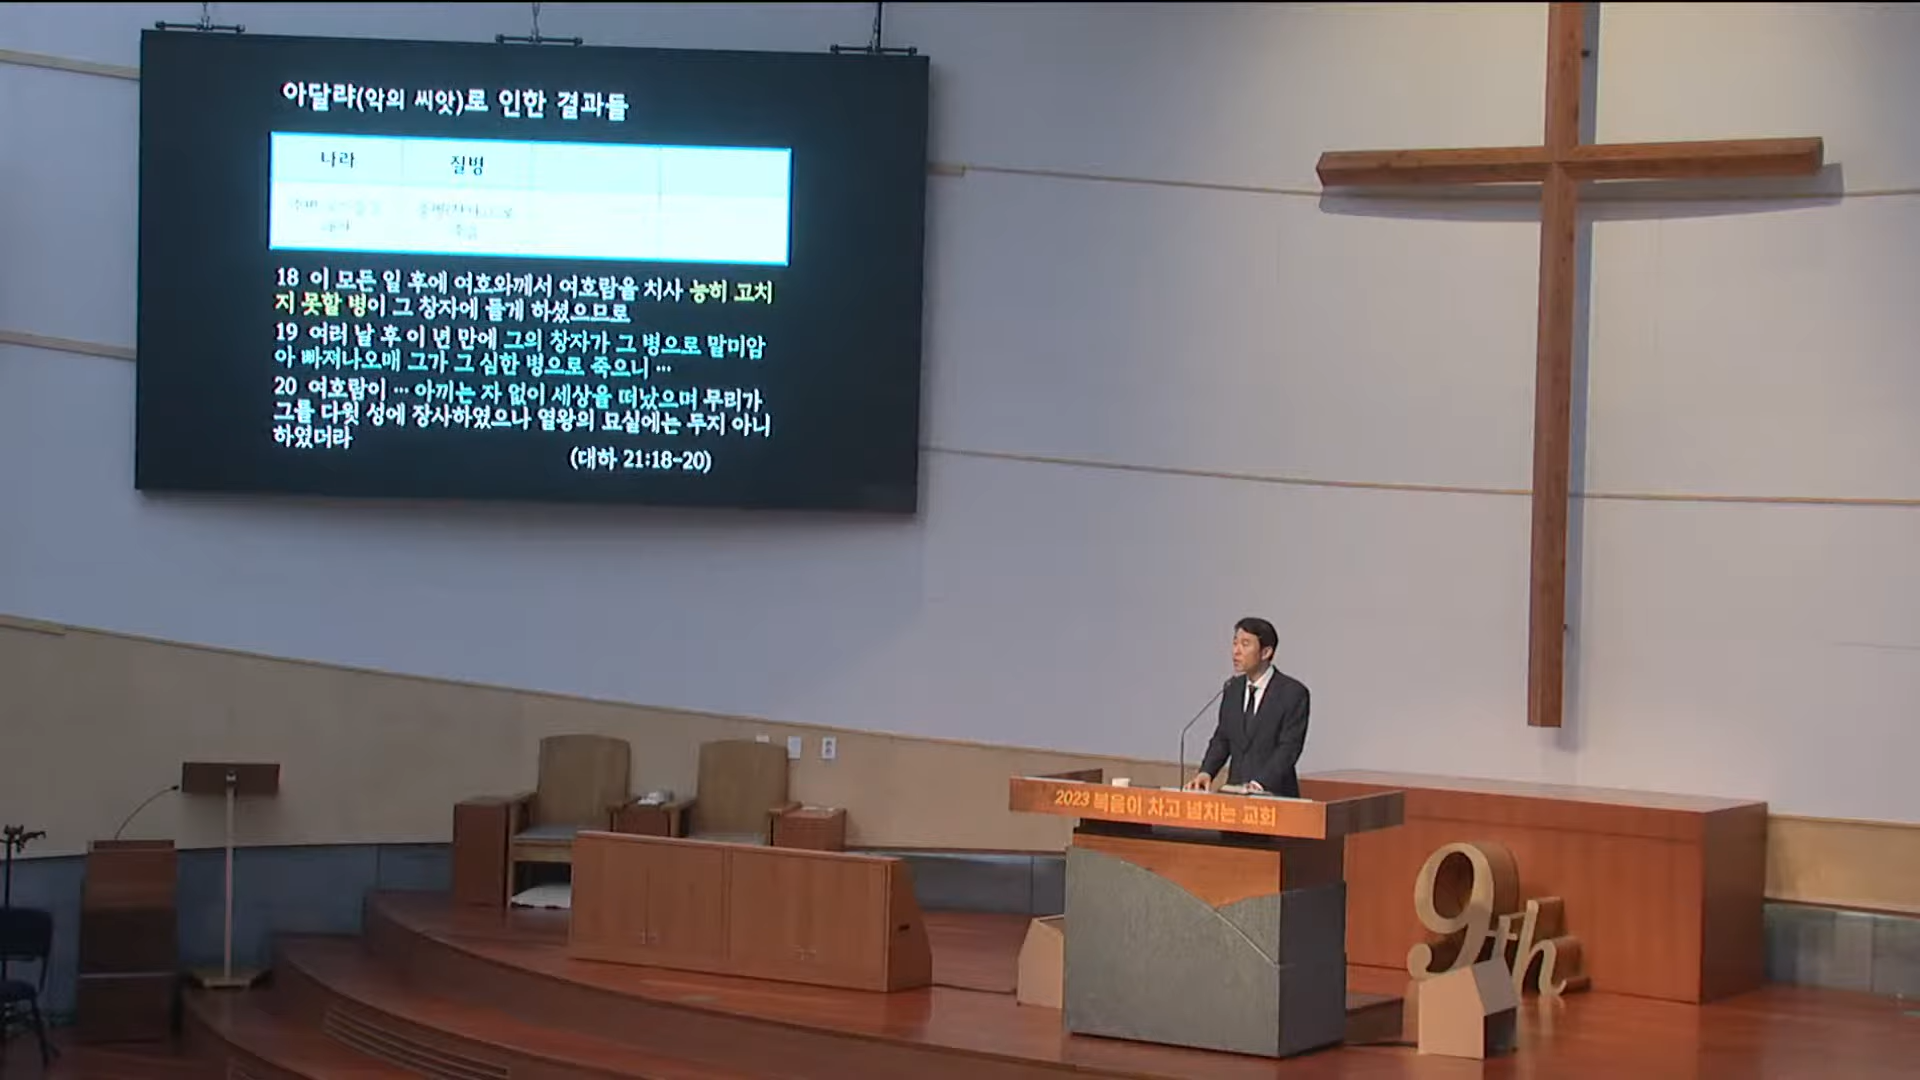 아달랴(악의 씨앗)로 인한 결과들
나라 질병
18 이 모든 일 후에 여호와께서 여호람을 치사 능히 고치
지 못할 병이 그 창자에 들게 하셨으므로
19 여러 날 후 이 년 만에 그의 창자가 그 병으로 말미암
아 빠져나오매 그가 그 심한 병으로 죽으니 …
20 여호람이 … 아끼는 자 없이 세상을 떠났으며 무리가
그를 다윗 성에 장사하였으나 열왕의 묘실에는 두지 아니
하였더라
(대하 21:18-20)
2023 복음이 차고 넘치는 교회
9th